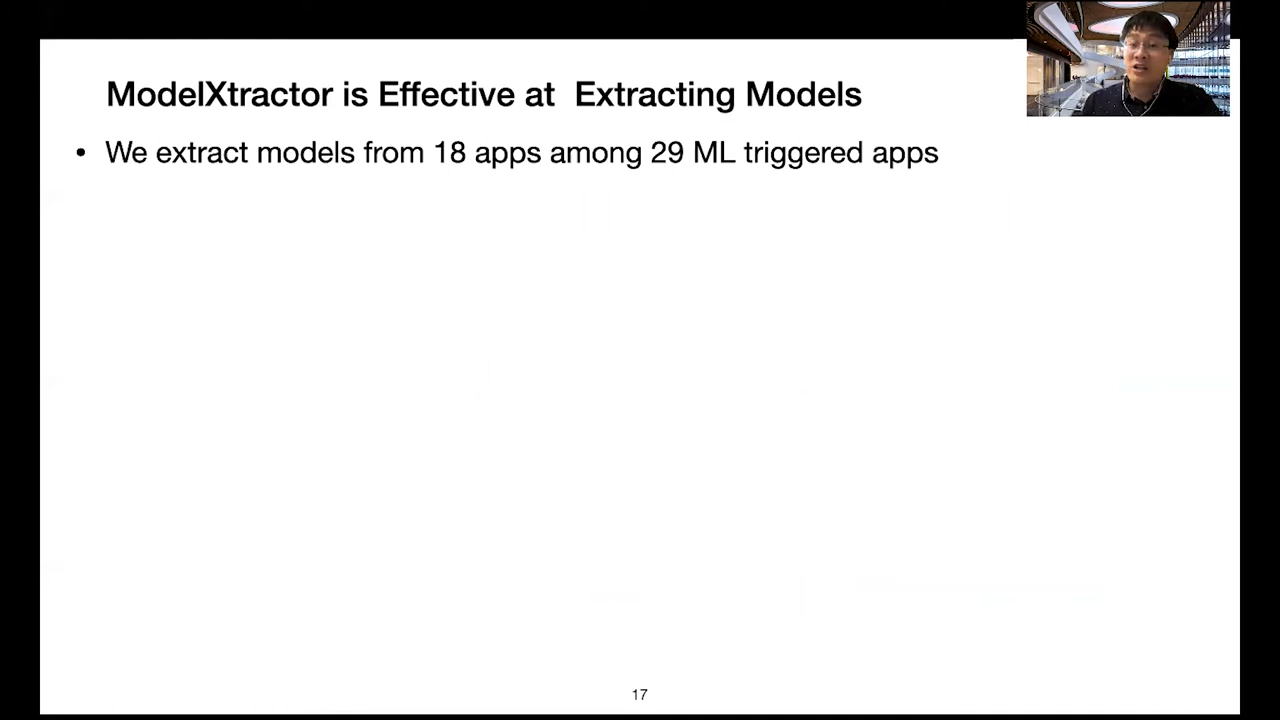 ModelXtractor is Effective at  Extracting Models
• We extract models from 18 apps among 29 ML triggered apps
17